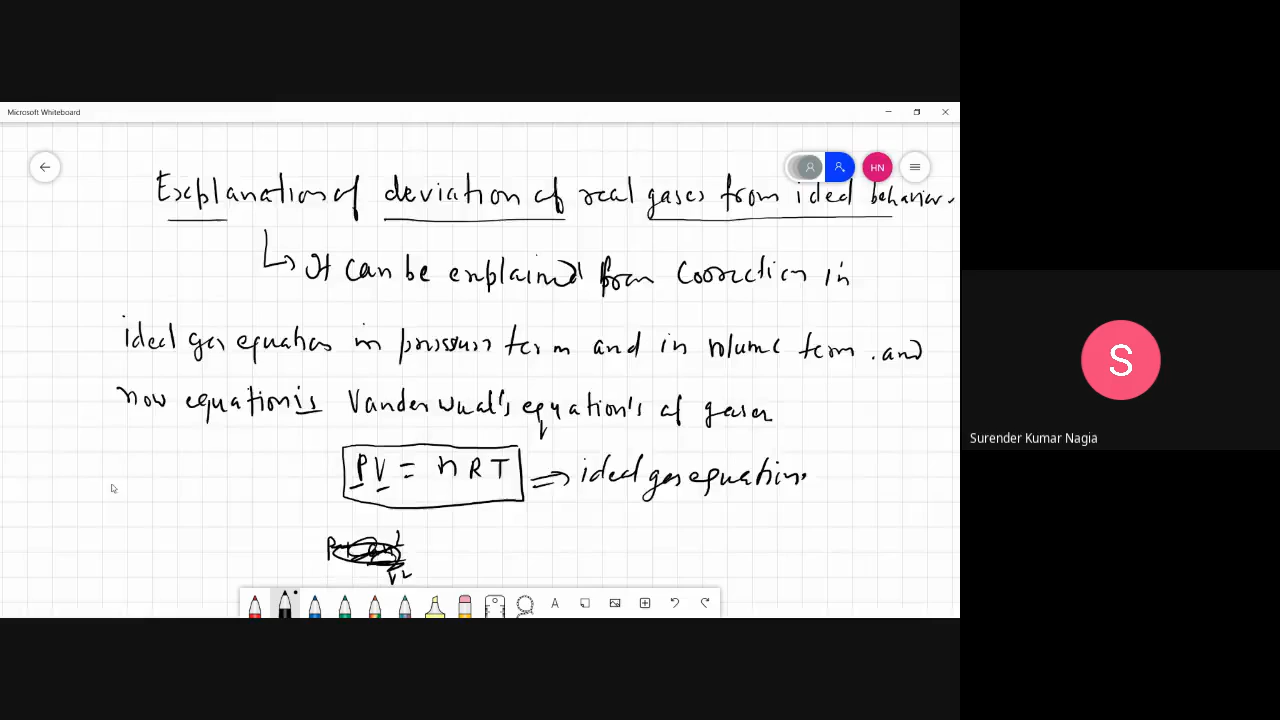 Microsoft Whiteboard
HN
Explanation of deviation of real gases from ideal behavior.
It can be explained from Correction in
ideal gas equation in pressure term and in volume term . and
now equation is Vander waal's equation's of gases
PV = nRT ⇒ ideal gas equation.
S
Surender Kumar Nagia
A